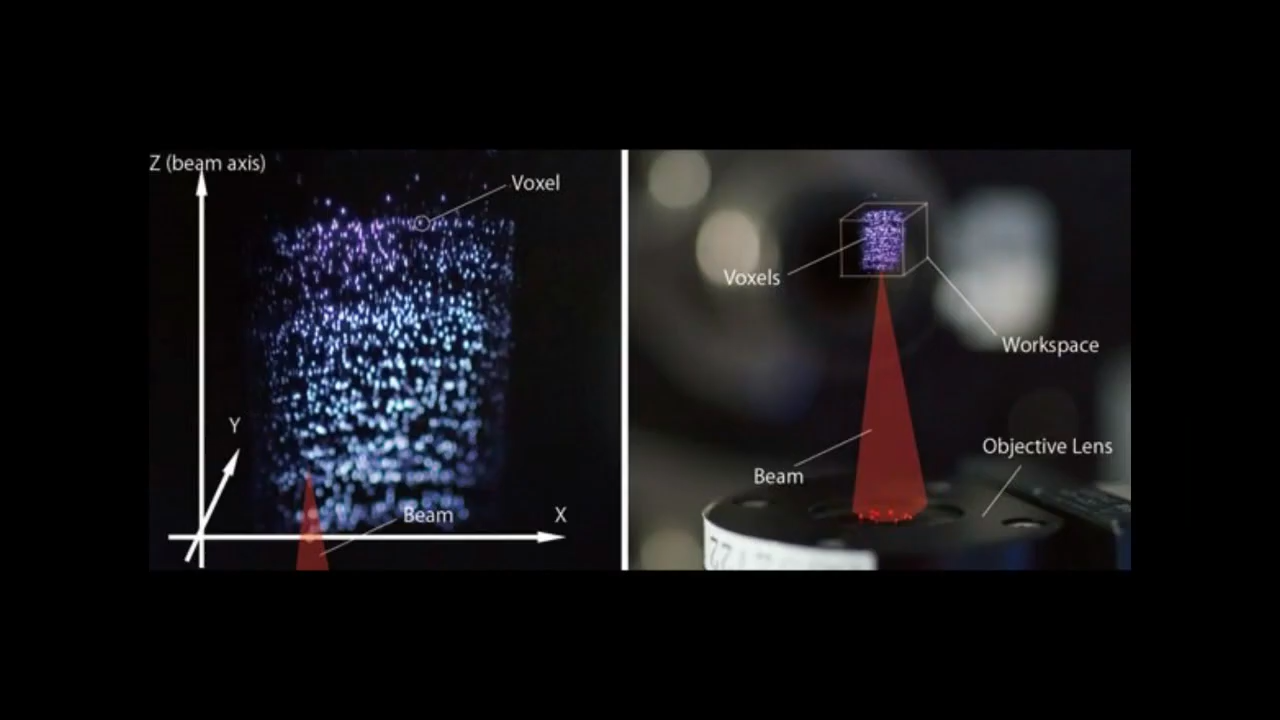 Z (beam axis)
Voxel
Y
Beam
X
Voxels
Workspace
Beam
Objective Lens